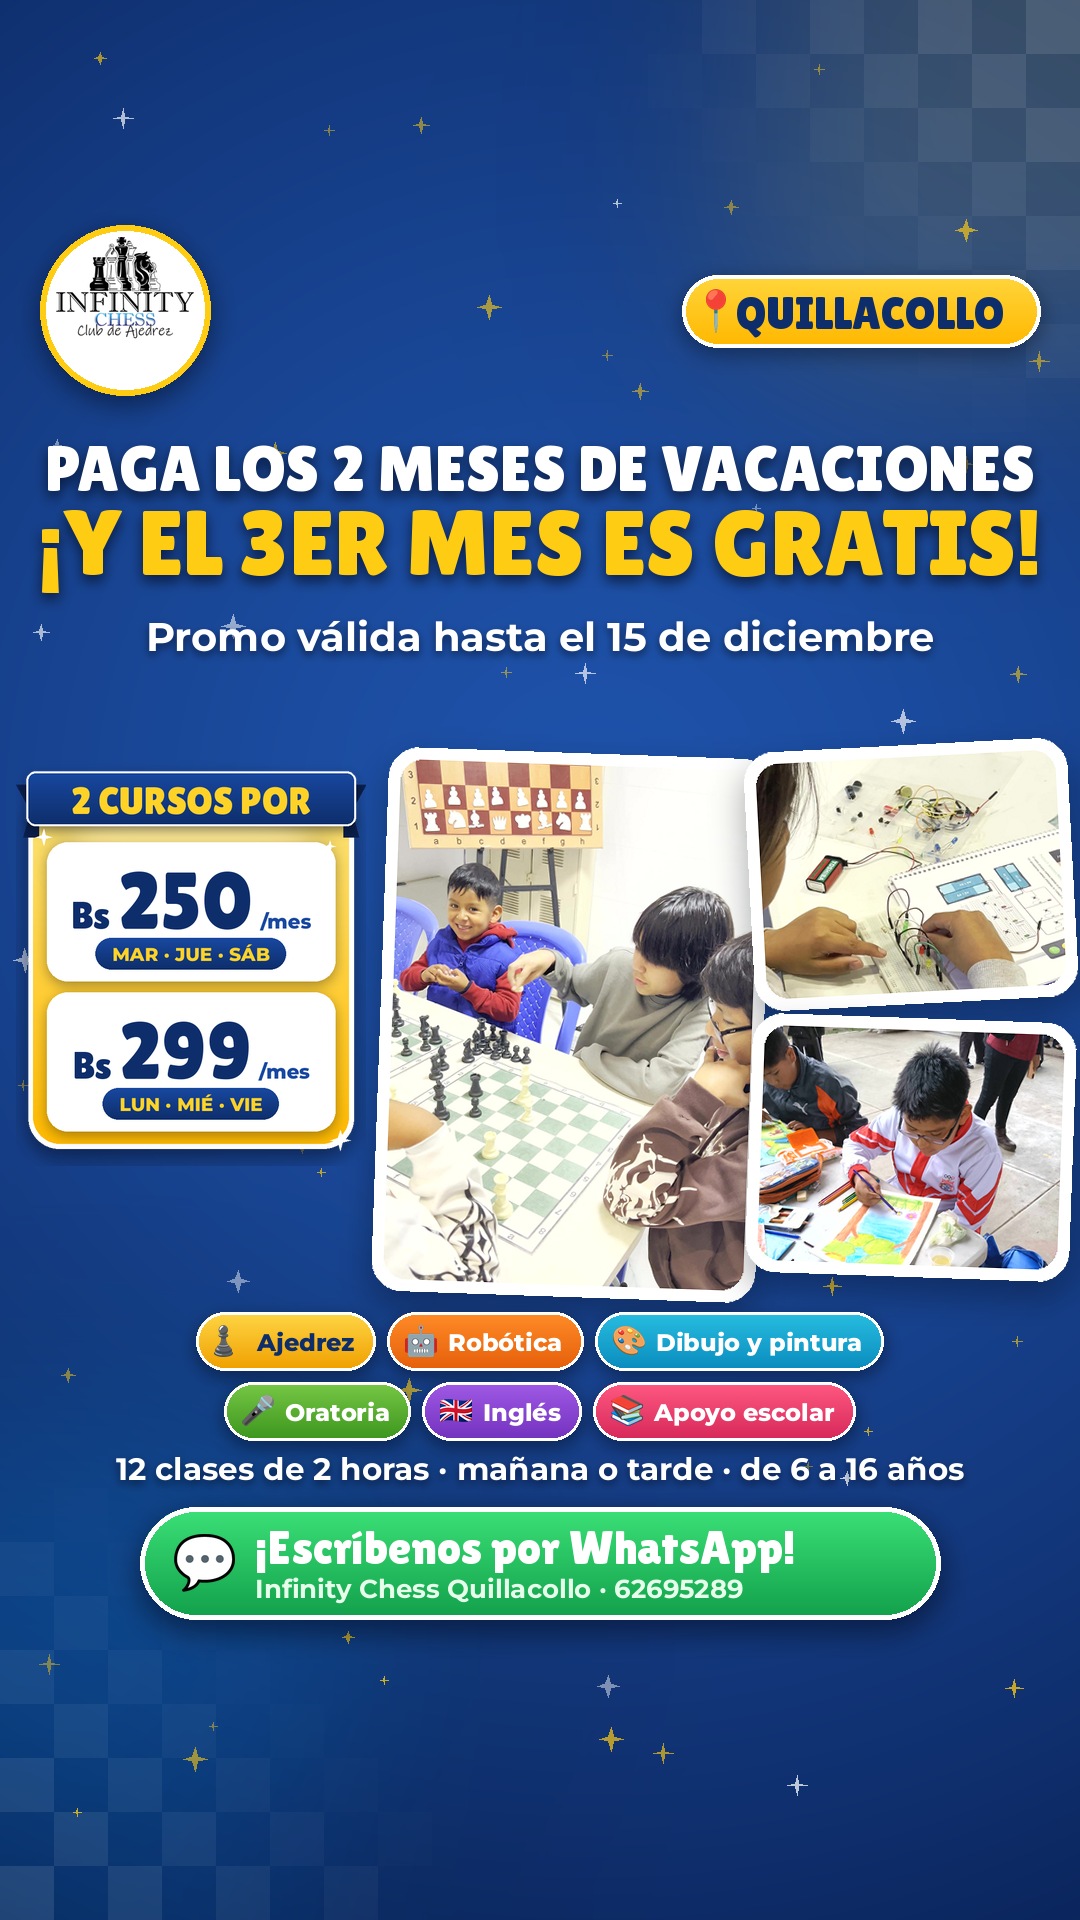 INFINITY
CHESS
Club de Ajedrez
📍QUILLACOLLO
PAGA LOS 2 MESES DE VACACIONES
¡Y EL 3ER MES ES GRATIS!
Promo válida hasta el 15 de diciembre
2 CURSOS POR
Bs 250 /mes
MAR · JUE · SÁB
Bs 299 /mes
LUN · MIÉ · VIE
3
2
1
a b c d e f g h
Ajedrez
Robótica
Dibujo y pintura
Oratoria
Inglés
Apoyo escolar
12 clases de 2 horas · mañana o tarde · de 6 a 16 años
¡Escríbenos por WhatsApp!
Infinity Chess Quillacollo · 62695289